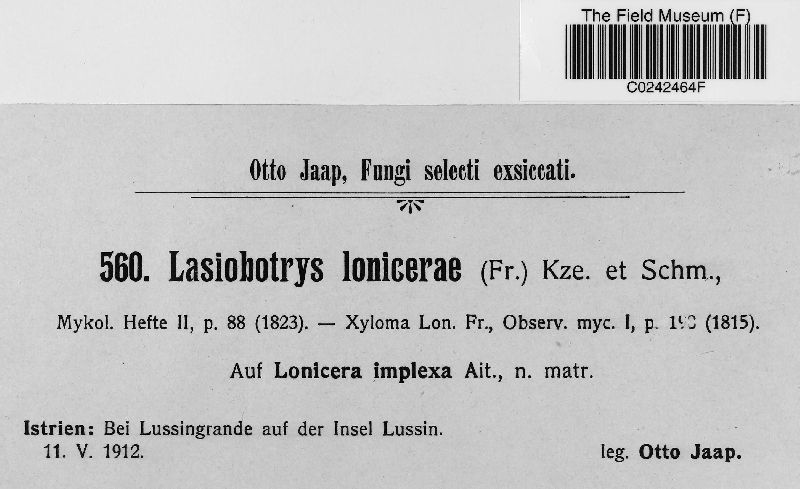 The Field Museum (F)
C0242464F
Otto Jaap, Fungi selecti exsiccati.
560. Lasiobotrys lonicerae (Fr.) Kze. et Schm.,
Mykol. Hefte II, p. 88 (1823). — Xyloma Lon. Fr., Observ. myc. I, p. (1815).
Auf Lonicera implexa Ait., n. matr.
Istrien: Bei Lussingrande auf der Insel Lussin.
11. V. 1912.
leg. Otto Jaap.